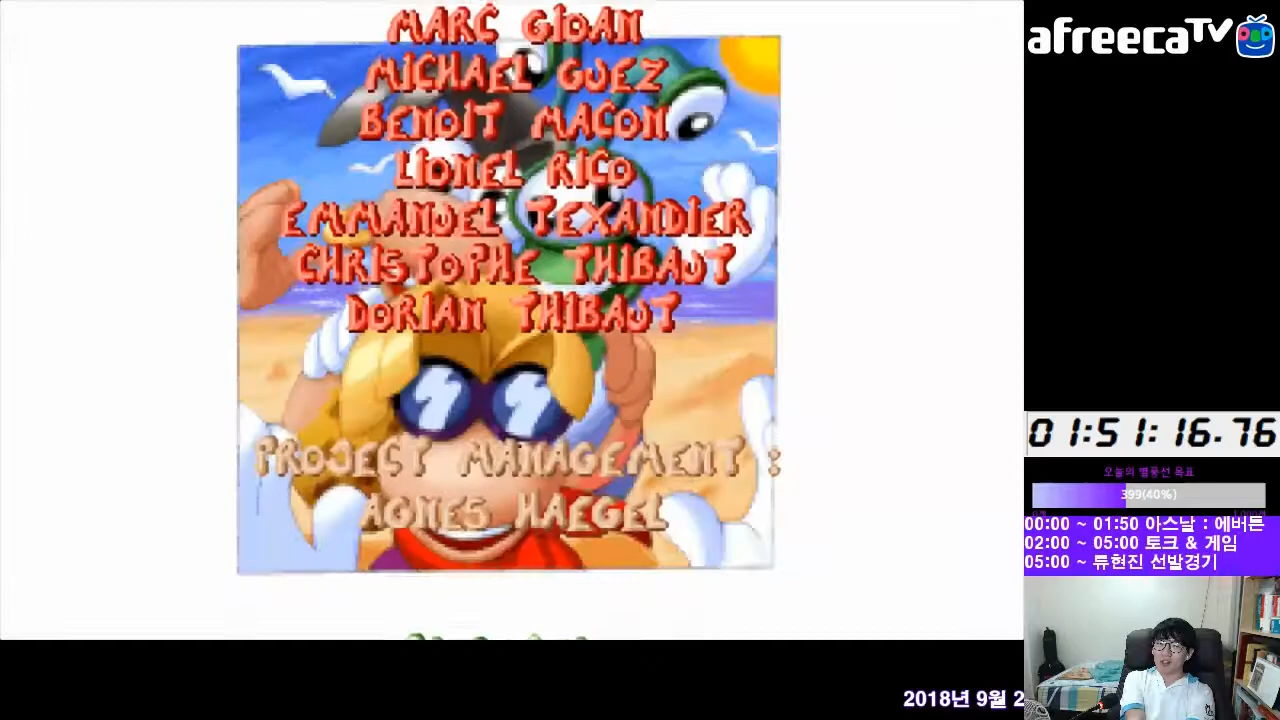 MARC GIDAN
MICHAEL GUEZ
BENOIT MACON
LIONEL RICO
EMMANUEL TEXANDIER
CHRISTOPHE THIBAUT
DORIAN THIBAUT
PROJECT MANAGEMENT :
AGNES HAEGEL
afreecaTV
01:51:16.76
오늘의 별풍선 목표
399(40%)
00:00 ~ 01:50 아스날 : 에버튼
02:00 ~ 05:00 토크 & 게임
05:00 ~ 류현진 선발경기
2018년 9월 2